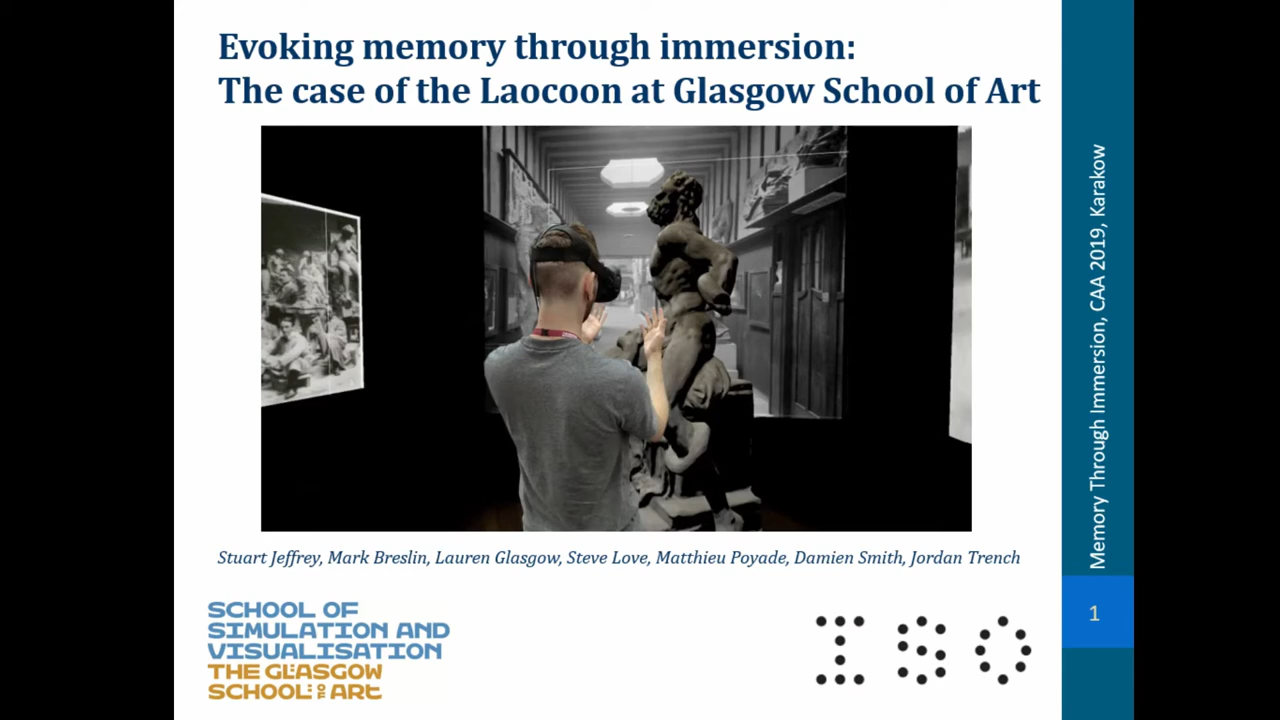 Evoking memory through immersion:
The case of the Laocoon at Glasgow School of Art
Stuart Jeffrey, Mark Breslin, Lauren Glasgow, Steve Love, Matthieu Poyade, Damien Smith, Jordan Trench
SCHOOL OF
SIMULATION AND
VISUALISATION
THE GLASGOW
SCHOOL OF ART
ISO
Memory Through Immersion, CAA 2019, Karakow
1